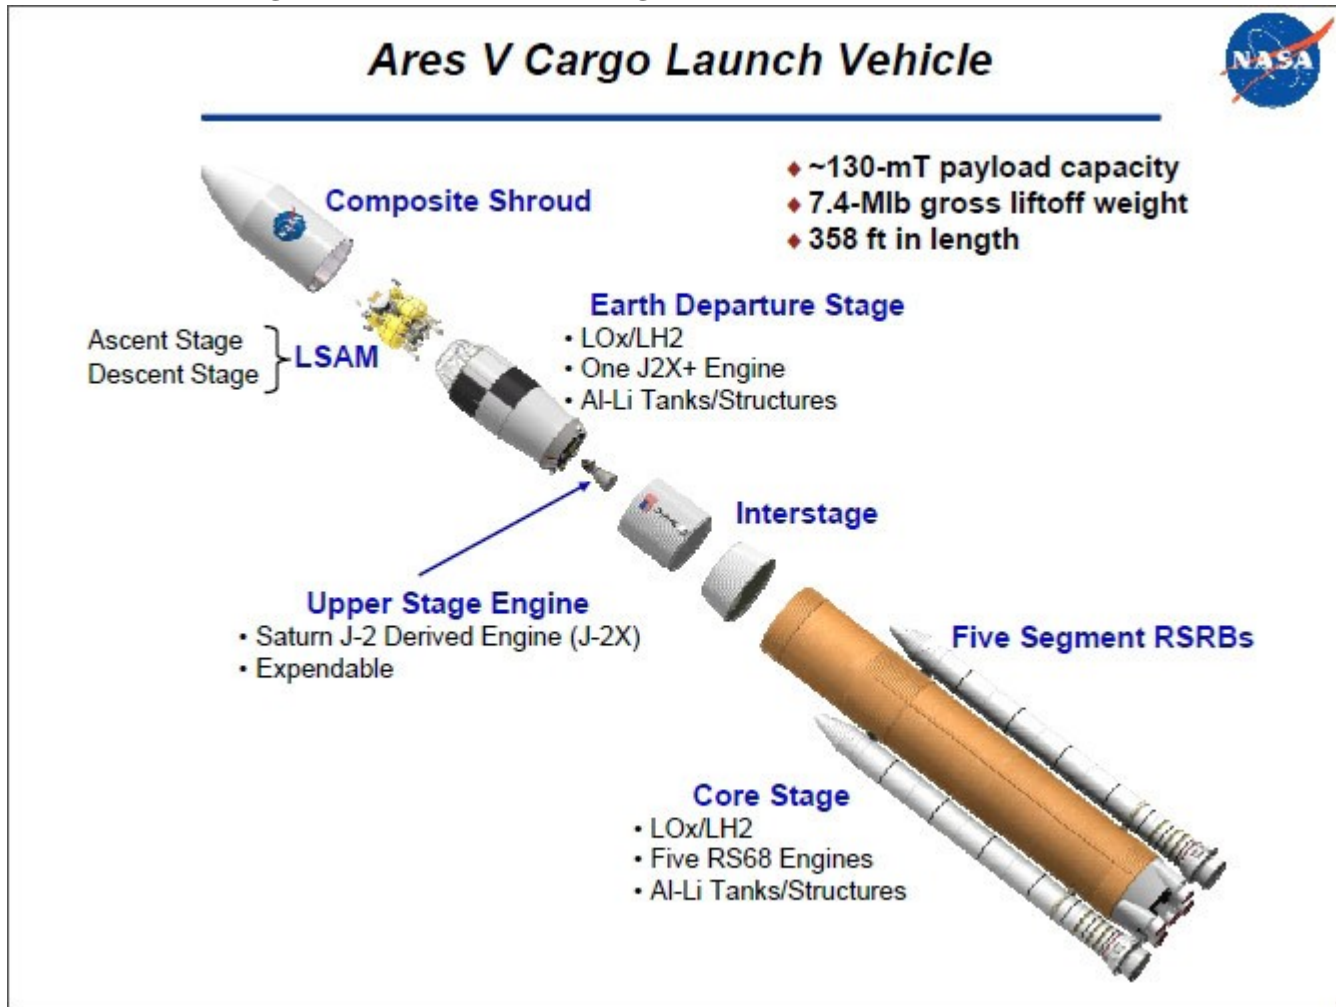 Ares V Cargo Launch Vehicle
NASA
♦ ~130-mT payload capacity
♦ 7.4-Mlb gross liftoff weight
♦ 358 ft in length
Composite Shroud
NASA
Ascent Stage
Descent Stage
LSAM
Earth Departure Stage
• LOx/LH2
• One J2X+ Engine
• Al-Li Tanks/Structures
Interstage
Upper Stage Engine
• Saturn J-2 Derived Engine (J-2X)
• Expendable
Five Segment RSRBs
Core Stage
• LOx/LH2
• Five RS68 Engines
• Al-Li Tanks/Structures